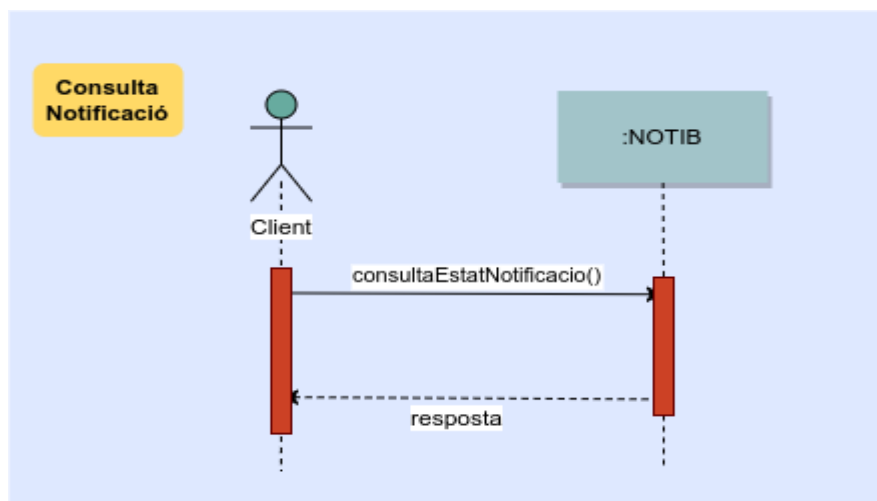 Consulta
Notificació
:NOTIB
Client
consultaEstatNotificacio()
resposta